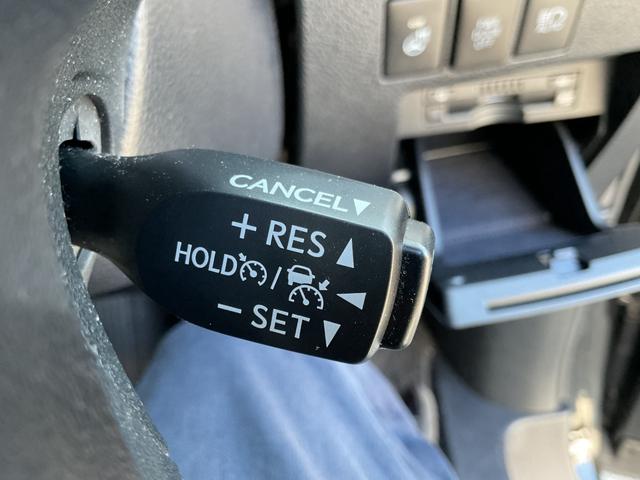 CANCEL▼
+ RES ▲
HOLD / ◀
− SET ▼